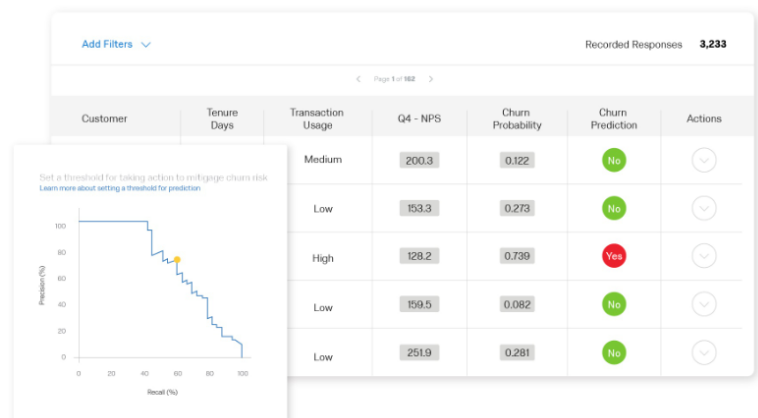 Add Filters
Recorded Responses 3,233
Page 1 of 162
Customer
Tenure Days
Transaction Usage
Q4 - NPS
Churn Probability
Churn Prediction
Actions
Medium 200.3 0.122 No
Low 153.3 0.273 No
High 128.2 0.739 Yes
Low 159.5 0.082 No
Low 251.9 0.281 No
Set a threshold for taking action to mitigage churn risk.
Learn more about setting a threshold for prediction
Precision (%)
100
80
60
40
20
0
0 20 40 60 80 100
Recall (%)